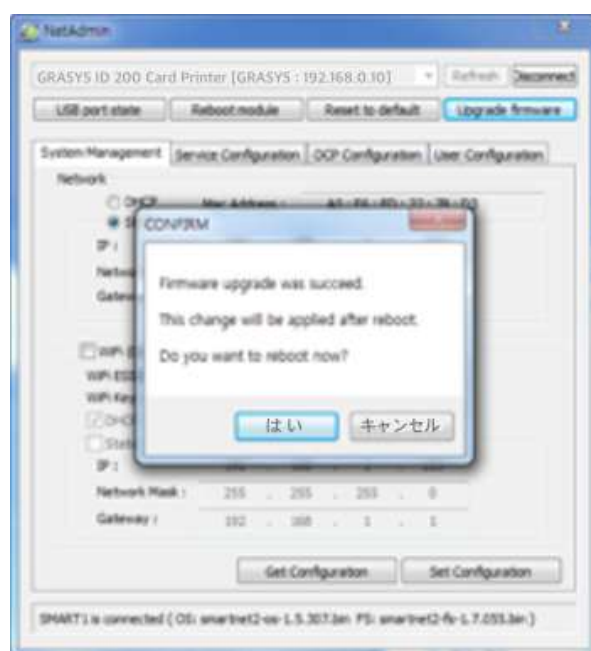 NetAdmin
GRASYS ID 200 Card Printer [GRASYS : 192.168.0.10]
Refresh
Disconnect
USB port state
Reboot module
Reset to default
Upgrade firmware
System Management
Service Configuration
OCP Configuration
User Configuration
Network
DHCP
Mac Address :
CONFIRM
IP :
Firmware upgrade was succeed.
This change will be applied after reboot.
Do you want to reboot now?
はい
キャンセル
IP :
Network Mask : 255 . 255 . 255 . 0
Gateway : 192 . 168 . 1 . 1
Get Configuration
Set Configuration
SMART1 is connected ( OS: smartnet2-os-1.5.307.bin FS: smartnet2-fs-1.7.055.bin )